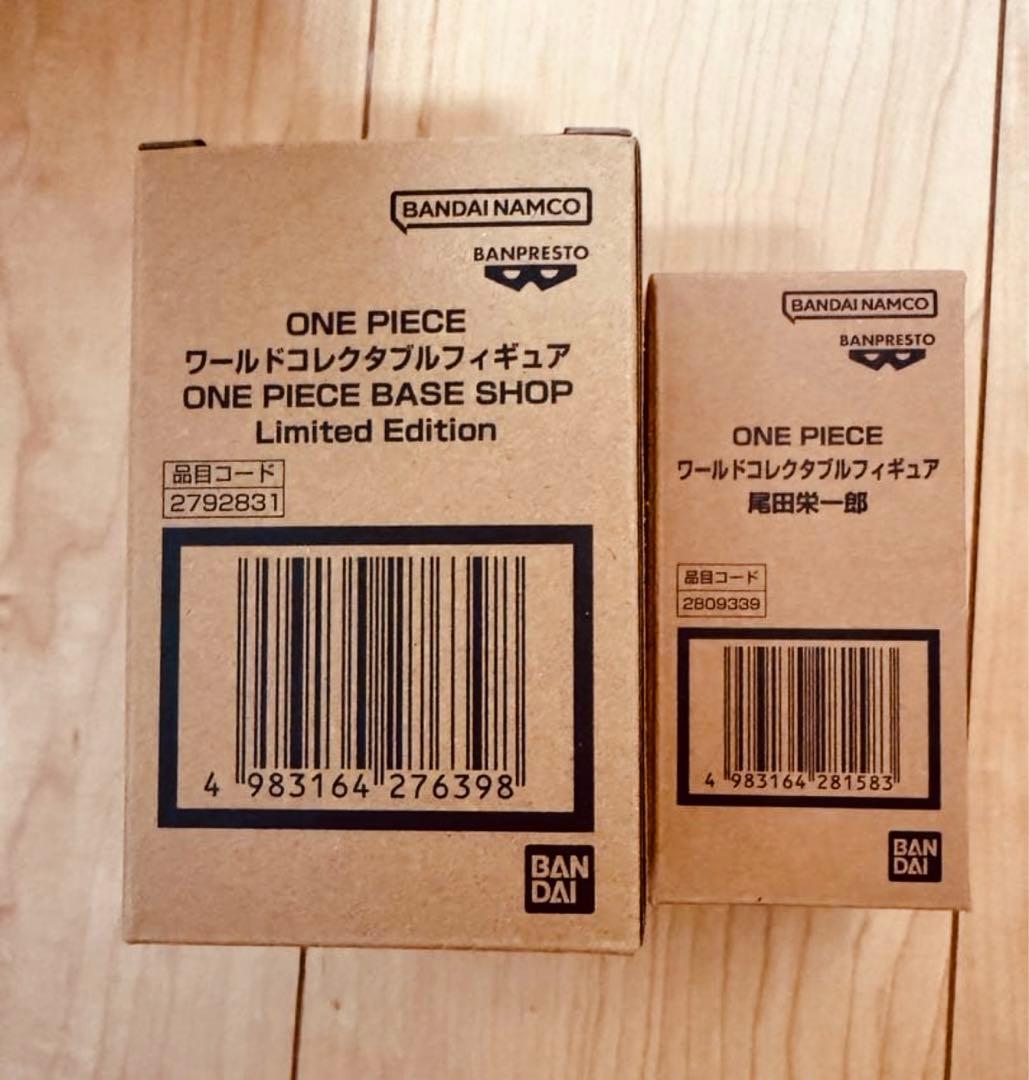 BANDAI NAMCO
BANPRESTO
ONE PIECE
ワールドコレクタブルフィギュア
ONE PIECE BASE SHOP
Limited Edition
品目コード
2792831
4 983164 276398
BAN
DAI
BANDAI NAMCO
BANPRESTO
ONE PIECE
ワールドコレクタブルフィギュア
尾田栄一郎
品目コード
2809339
4 983164 281583
BAN
DAI